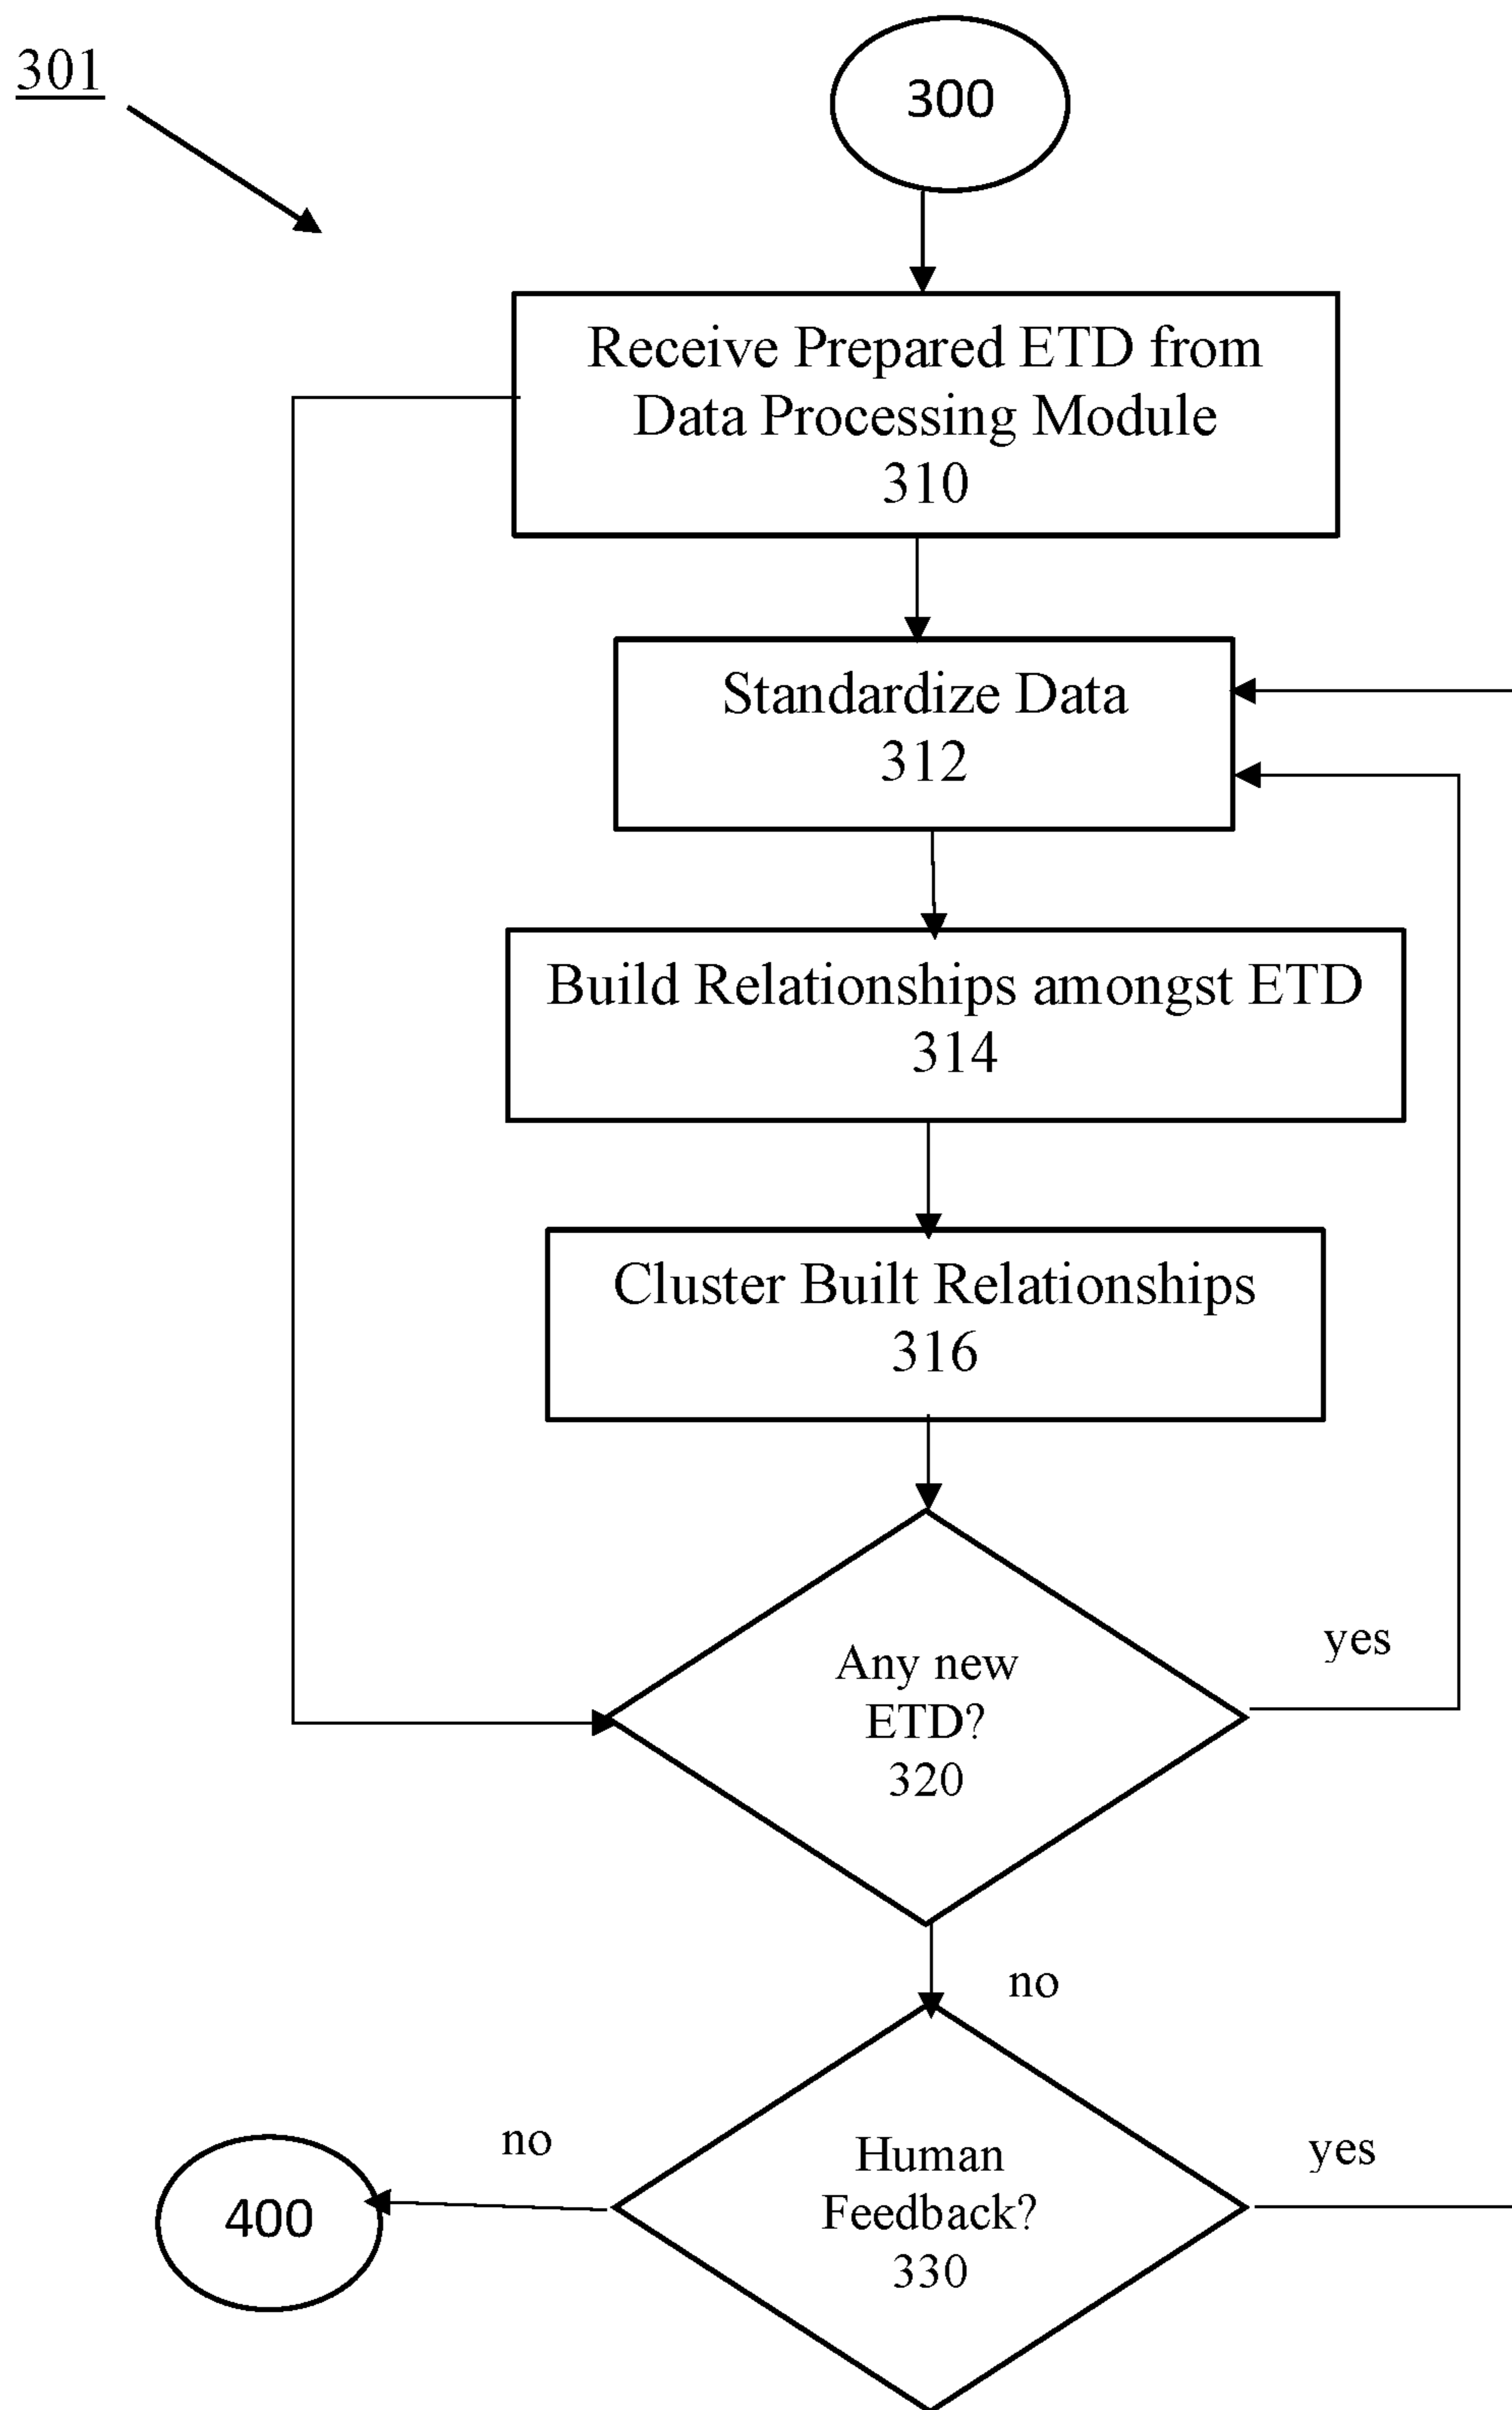 301
300
Receive Prepared ETD from
Data Processing Module
310
Standardize Data
312
Build Relationships amongst ETD
314
Cluster Built Relationships
316
Any new
ETD?
320
yes
no
Human
Feedback?
330
yes
no
400